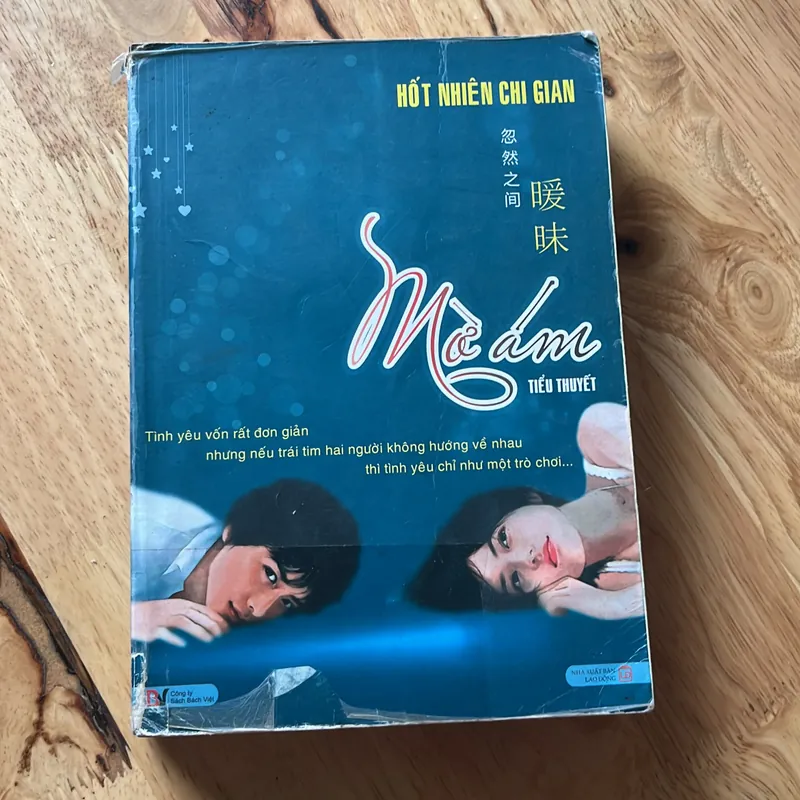 HỐT NHIÊN CHI GIAN
忽然之间
暖昧
Mờ ám
TIỂU THUYẾT
Tình yêu vốn rất đơn giản
nhưng nếu trái tim hai người không hướng về nhau
thì tình yêu chỉ như một trò chơi...
BV
Công ty
Sách Bách Việt
NHÀ XUẤT BẢN
LAO ĐỘNG